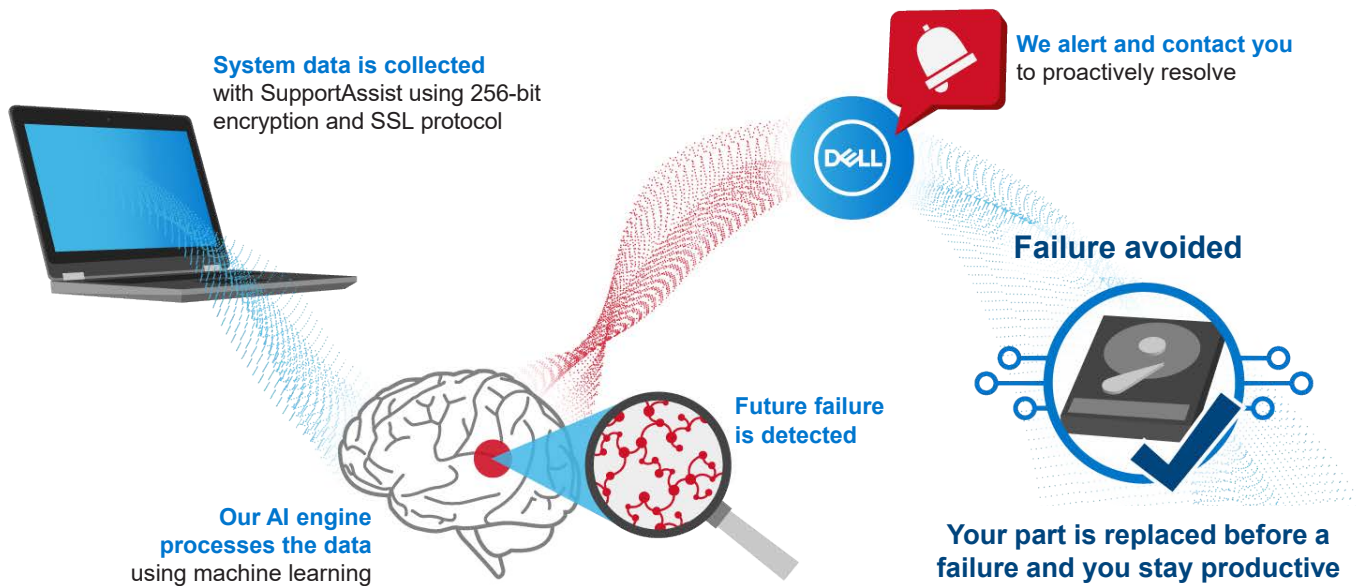 System data is collected
with SupportAssist using 256-bit
encryption and SSL protocol
Our AI engine
processes the data
using machine learning
Future failure
is detected
DELL
We alert and contact you
to proactively resolve
Failure avoided
Your part is replaced before a
failure and you stay productive